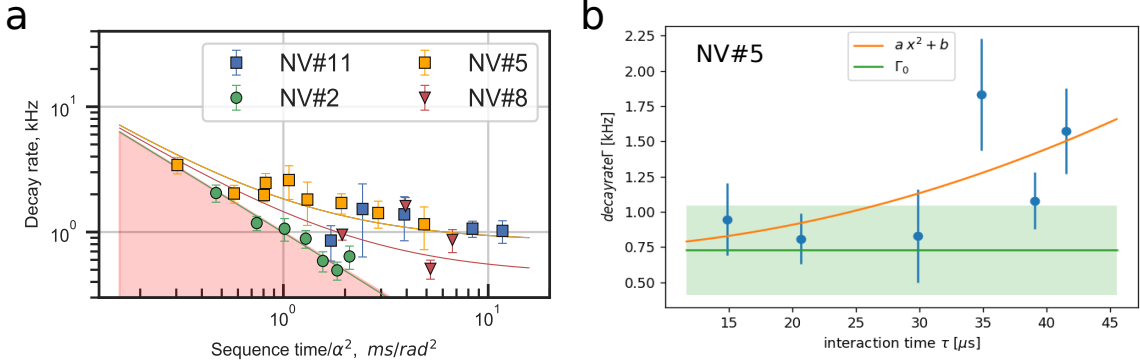 a
Decay rate, kHz
10¹
10⁰
NV#11
NV#5
NV#2
NV#8
10⁰
10¹
Sequence time/α², ms/rad²
b
NV#5
a x² + b
Γ₀
decayrateΓ [kHz]
2.25
2.00
1.75
1.50
1.25
1.00
0.75
0.50
15
20
25
30
35
40
45
interaction time τ [μs]